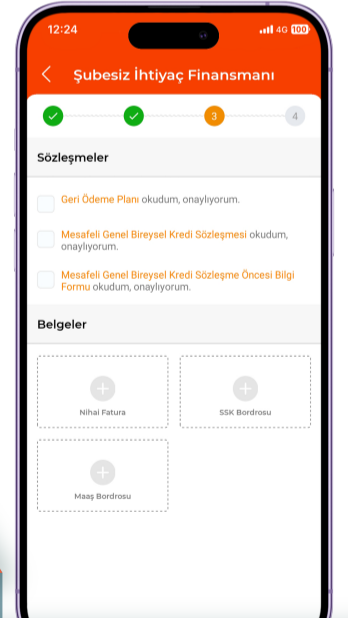 12:24
4G 100
Şubesiz İhtiyaç Finansmanı
3
4
Sözleşmeler
Geri Ödeme Planı okudum, onaylıyorum.
Mesafeli Genel Bireysel Kredi Sözleşmesi okudum,
onaylıyorum.
Mesafeli Genel Bireysel Kredi Sözleşme Öncesi Bilgi
Formu okudum, onaylıyorum.
Belgeler
Nihai Fatura
SSK Bordrosu
Maaş Bordrosu